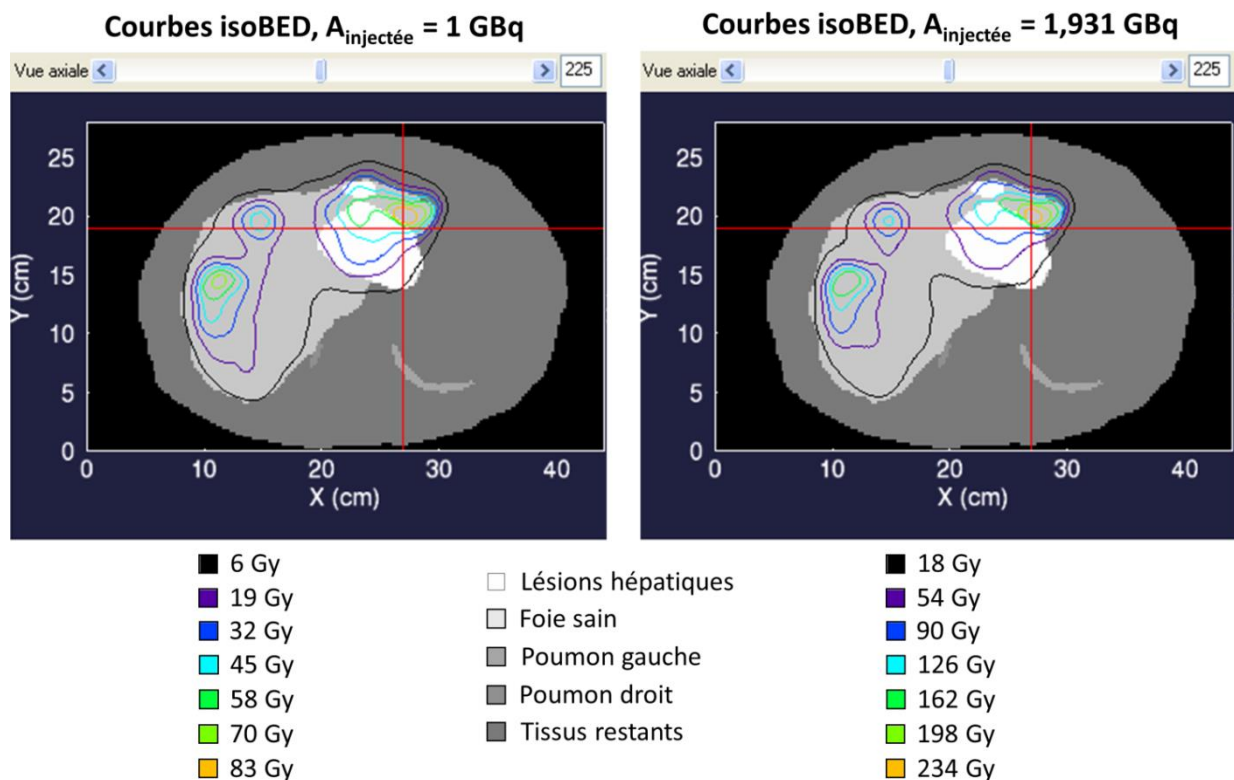 Courbes isoBED, Ainjectée = 1 GBq
Vue axiale 225
Y (cm)
25
20
15
10
5
0
0 10 20 30 40
X (cm)
6 Gy
19 Gy
32 Gy
45 Gy
58 Gy
70 Gy
83 Gy
Lésions hépatiques
Foie sain
Poumon gauche
Poumon droit
Tissus restants
Courbes isoBED, Ainjectée = 1,931 GBq
Vue axiale 225
Y (cm)
25
20
15
10
5
0
0 10 20 30 40
X (cm)
18 Gy
54 Gy
90 Gy
126 Gy
162 Gy
198 Gy
234 Gy